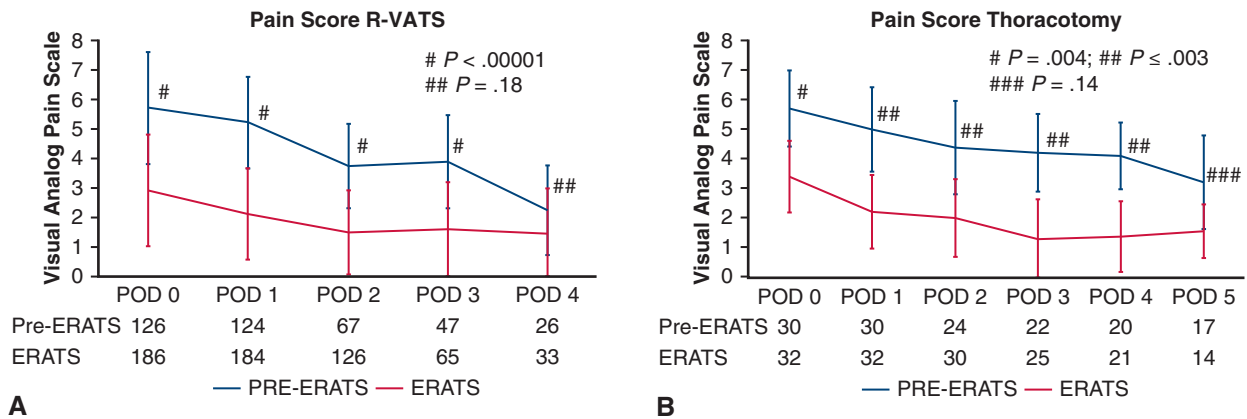 Pain Score R-VATS
Visual Analog Pain Scale
8
7
6
5
4
3
2
1
0
# P < .00001
## P = .18
#
#
#
#
##
POD 0 POD 1 POD 2 POD 3 POD 4
Pre-ERATS 126 124 67 47 26
ERATS 186 184 126 65 33
PRE-ERATS ERATS
A
Pain Score Thoracotomy
Visual Analog Pain Scale
8
7
6
5
4
3
2
1
0
# P = .004; ## P ≤ .003
### P = .14
#
##
##
##
##
###
POD 0 POD 1 POD 2 POD 3 POD 4 POD 5
Pre-ERATS 30 30 24 22 20 17
ERATS 32 32 30 25 21 14
PRE-ERATS ERATS
B